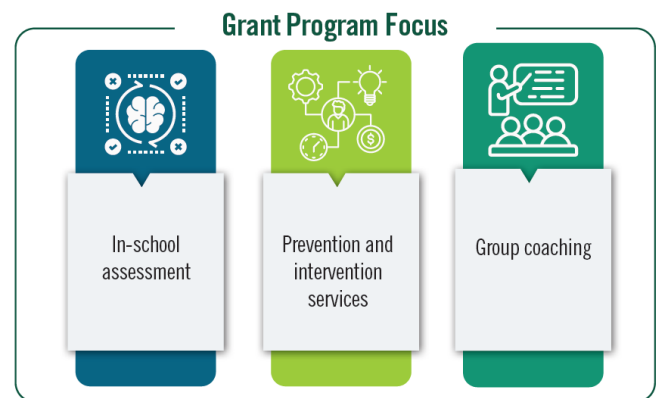 Grant Program Focus
In-school
assessment
Prevention and
intervention
services
$
Group coaching